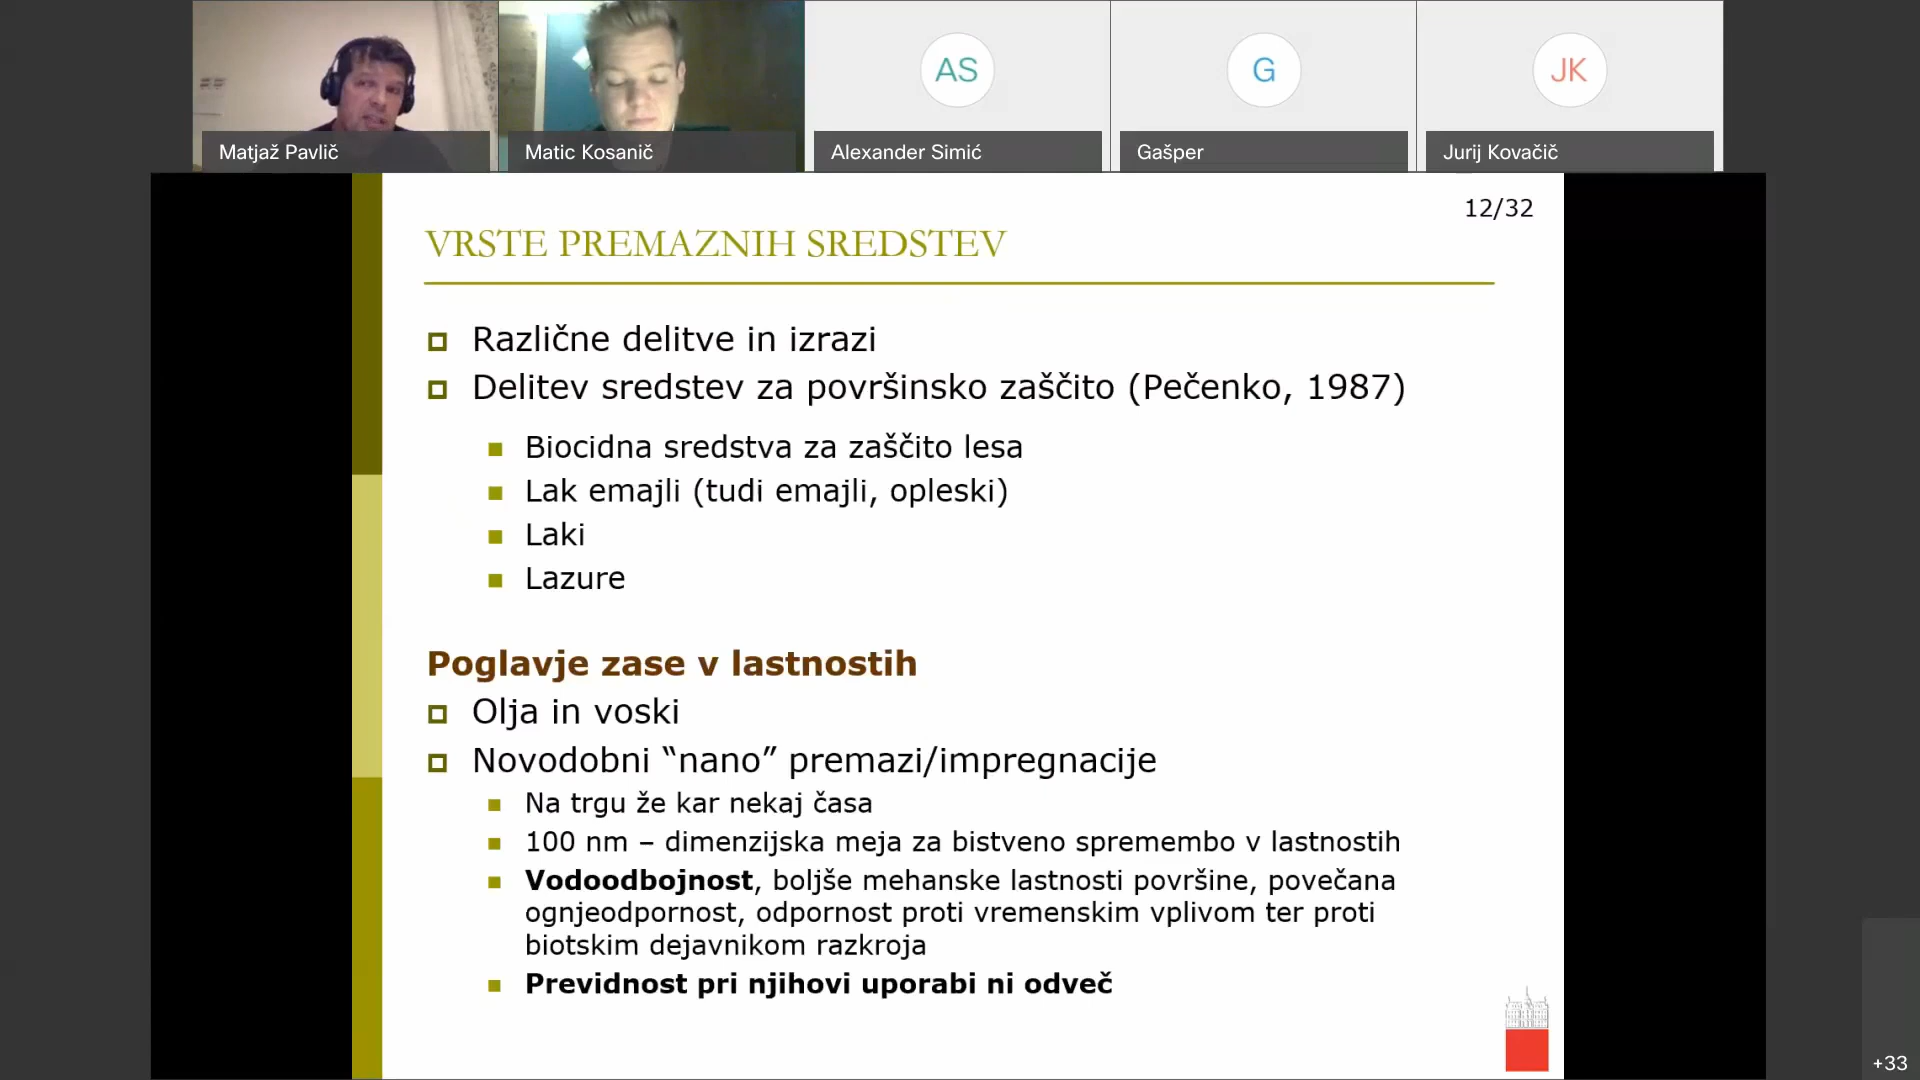 AS
G
JK
Matjaž Pavlič
Matic Kosanič
Alexander Simić
Gašper
Jurij Kovačič
12/32
VRSTE PREMAZNIH SREDSTEV
Različne delitve in izrazi
Delitev sredstev za površinsko zaščito (Pečenko, 1987)
Biocidna sredstva za zaščito lesa
Lak emajli (tudi emajli, opleski)
Laki
Lazure
Poglavje zase v lastnostih
Olja in voski
Novodobni “nano” premazi/impregnacije
Na trgu že kar nekaj časa
100 nm – dimenzijska meja za bistveno spremembo v lastnostih
Vodoodbojnost, boljše mehanske lastnosti površine, povečana
ognjeodpornost, odpornost proti vremenskim vplivom ter proti
biotskim dejavnikom razkroja
Previdnost pri njihovi uporabi ni odveč
+33